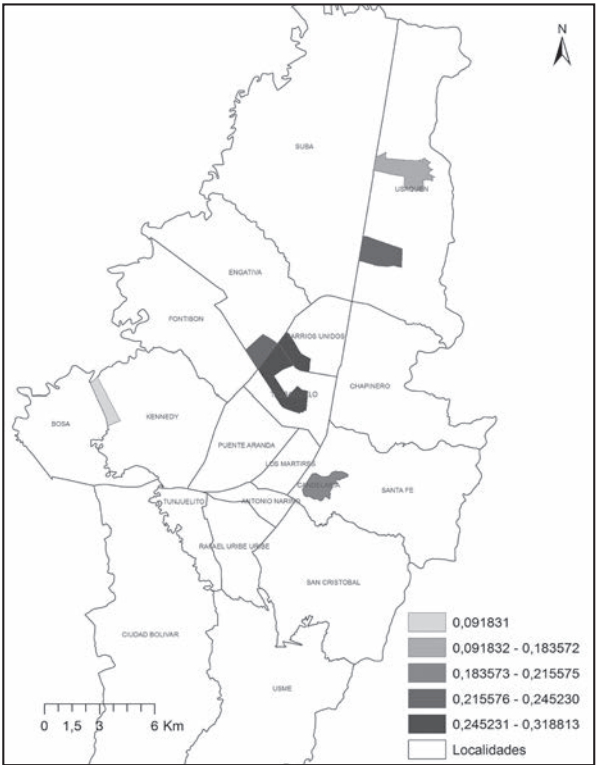 N
SUBA
USAQUEN
ENGATIVA
FONTIBON
BARRIOS UNIDOS
CHAPINERO
BOSA
KENNEDY
PUENTE ARANDA
LOS MARTIRES
SANTA FE
TUNJUELITO
ANTONIO NARIÑO
RAFAEL URIBE URIBE
SAN CRISTOBAL
CIUDAD BOLIVAR
USME
0,091831
0,091832 - 0,183572
0,183573 - 0,215575
0,215576 - 0,245230
0,245231 - 0,318813
Localidades
0 1,5 3 6 Km